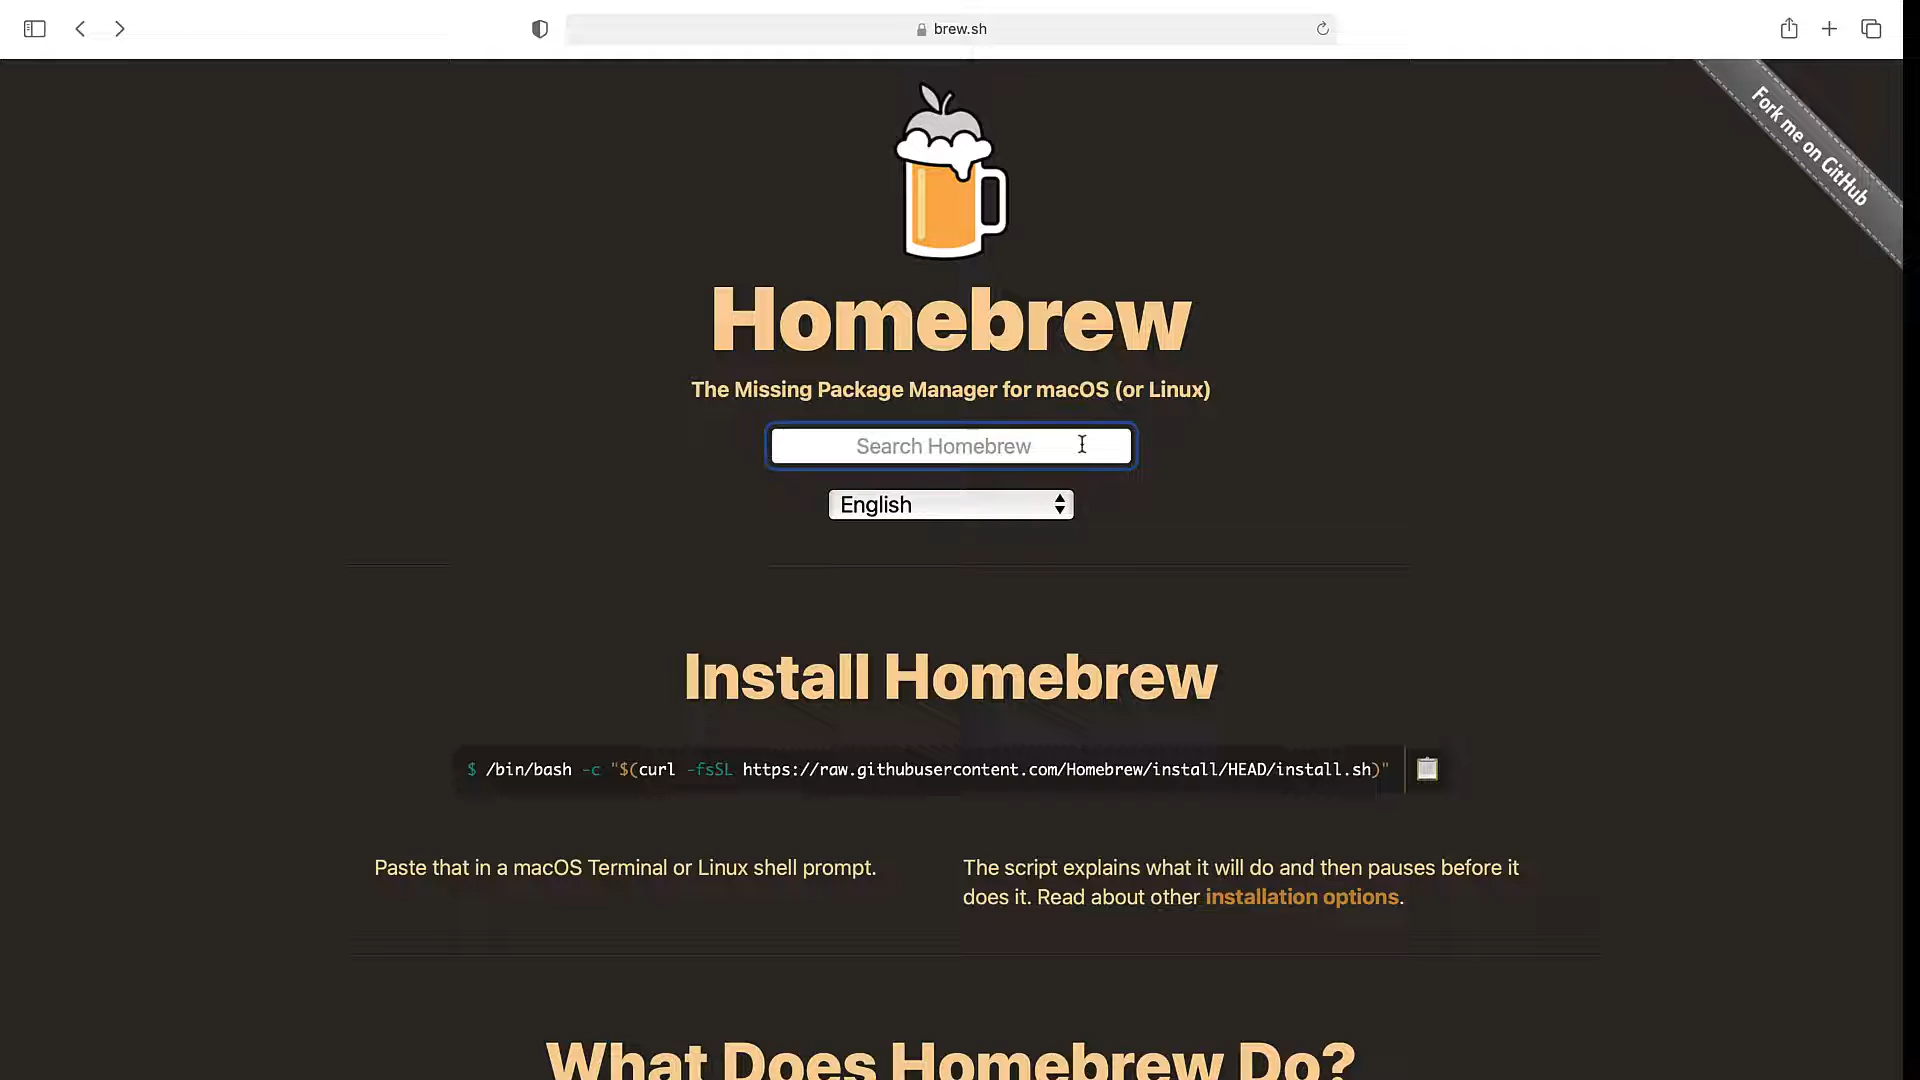 brew.sh
Fork me on GitHub
Homebrew
The Missing Package Manager for macOS (or Linux)
Search Homebrew
English
Install Homebrew
$ /bin/bash -c "$(curl -fsSL https://raw.githubusercontent.com/Homebrew/install/HEAD/install.sh)"
Paste that in a macOS Terminal or Linux shell prompt.
The script explains what it will do and then pauses before it
does it. Read about other installation options.
What Does Homebrew Do?